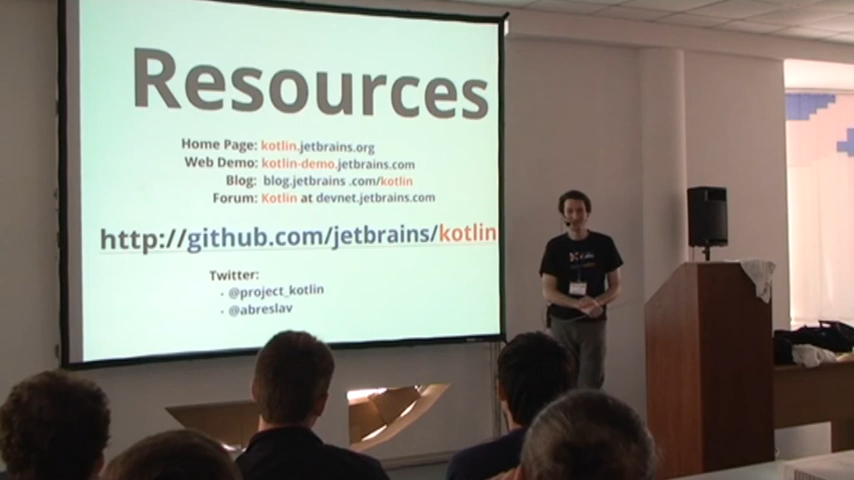 Resources
Home Page: kotlin.jetbrains.org
Web Demo: kotlin-demo.jetbrains.com
Blog: blog.jetbrains .com/kotlin
Forum: Kotlin at devnet.jetbrains.com
http://github.com/jetbrains/kotlin
Twitter:
- @project_kotlin
- @abreslav